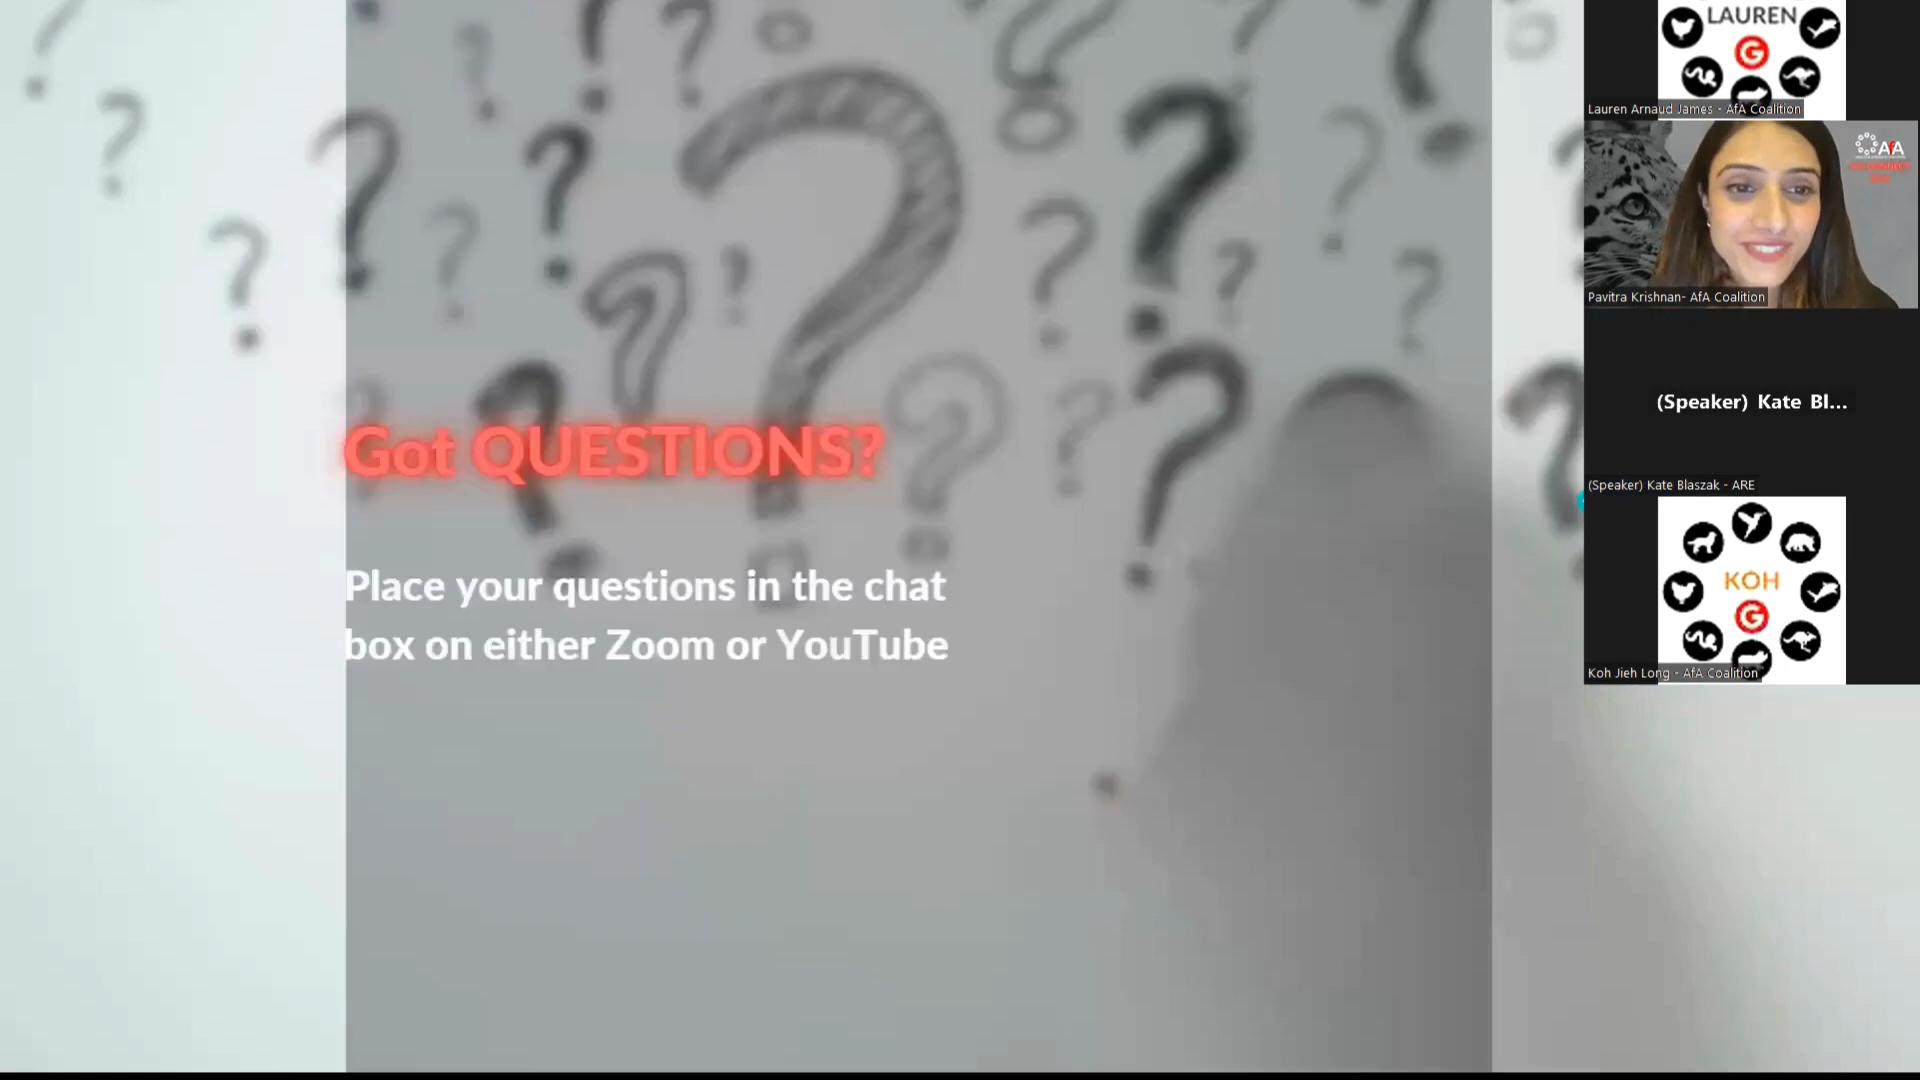 Got QUESTIONS?
Place your questions in the chat
box on either Zoom or YouTube
LAUREN
G
Lauren Arnaud James - AfA Coalition
AfA
Pavitra Krishnan- AfA Coalition
(Speaker) Kate Bl...
(Speaker) Kate Blaszak - ARE
KOH
G
Koh Jieh Long - AfA Coalition